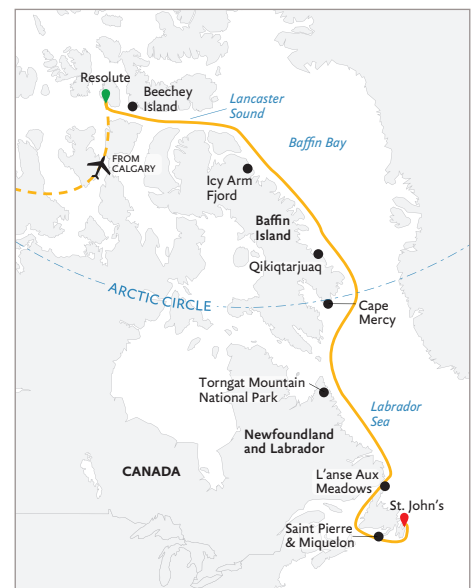 Resolute
Beechey
Island
Lancaster
Sound
Baffin Bay
FROM
CALGARY
Icy Arm
Fjord
Baffin
Island
Qikiqtarjuaq
ARCTIC CIRCLE
Cape
Mercy
Torngat Mountain
National Park
Labrador
Sea
Newfoundland
and Labrador
CANADA
L'anse Aux
Meadows
St. John's
Saint Pierre
& Miquelon